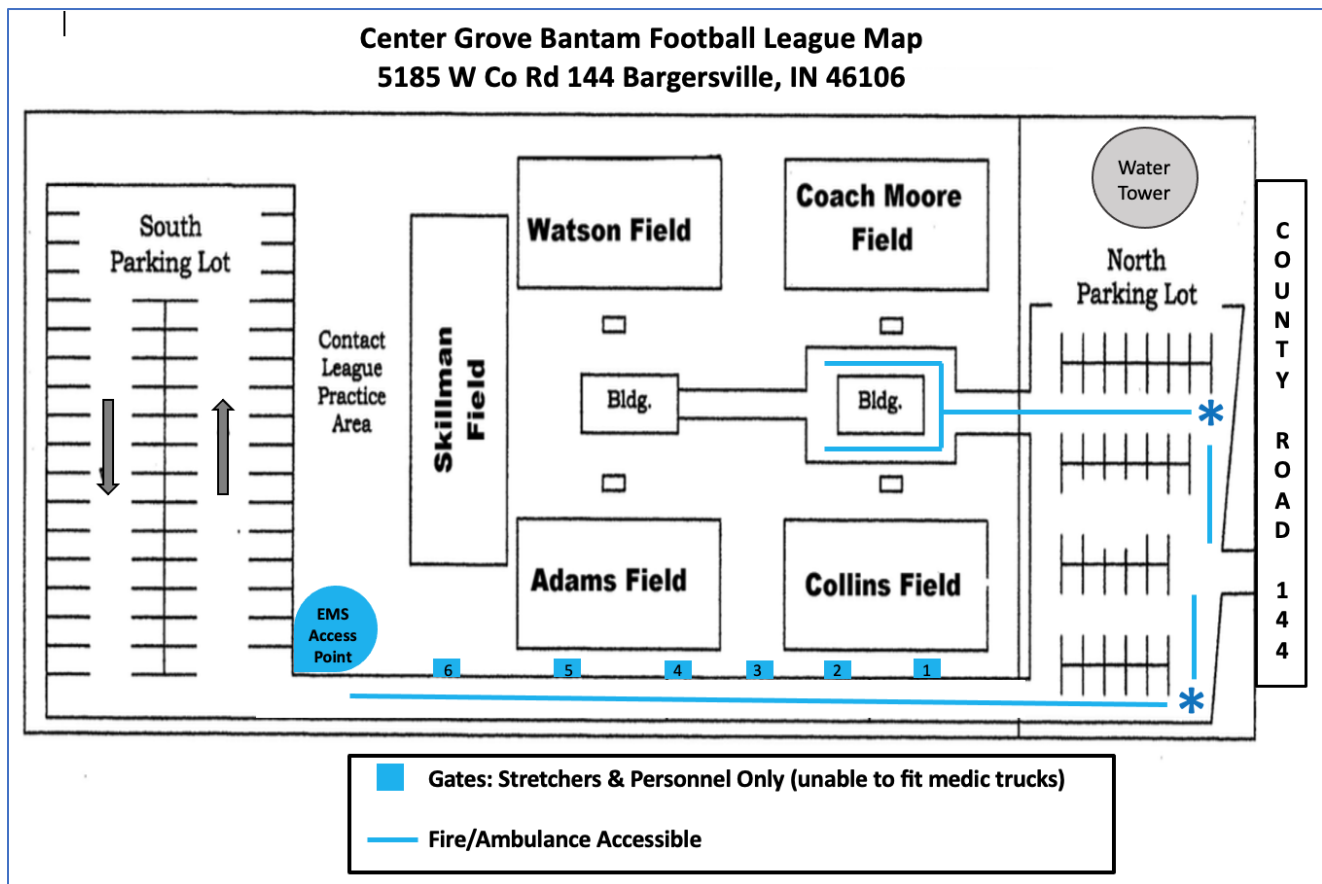 Center Grove Bantam Football League Map
5185 W Co Rd 144 Bargersville, IN 46106
Water
Tower
South
Parking Lot
Watson Field
Coach Moore
Field
North
Parking Lot
COUNTY ROAD 144
Contact
League
Practice
Area
Skillman
Field
Bldg.
Bldg.
*
Adams Field
Collins Field
EMS
Access
Point
6
5
4
3
2
1
*
Gates: Stretchers & Personnel Only (unable to fit medic trucks)
Fire/Ambulance Accessible